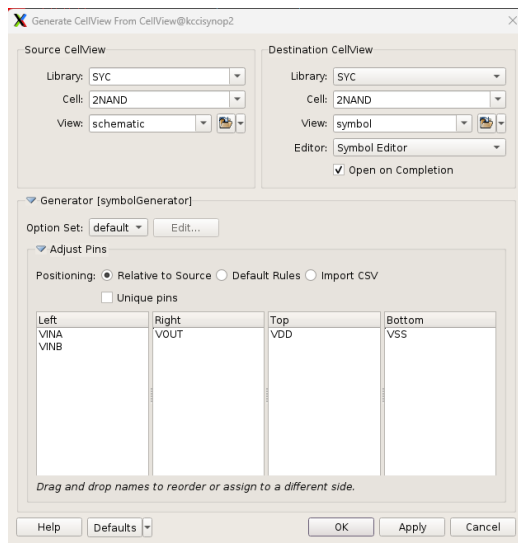 Generate CellView From CellView@kccisynop2
Source CellView
Library: SYC
Cell: 2NAND
View: schematic
Destination CellView
Library: SYC
Cell: 2NAND
View: symbol
Editor: Symbol Editor
Open on Completion
Generator [symbolGenerator]
Option Set: default Edit...
Adjust Pins
Positioning: Relative to Source Default Rules Import CSV
Unique pins
Left Right Top Bottom
VINA VOUT VDD VSS
VINB
Drag and drop names to reorder or assign to a different side.
Help Defaults OK Apply Cancel